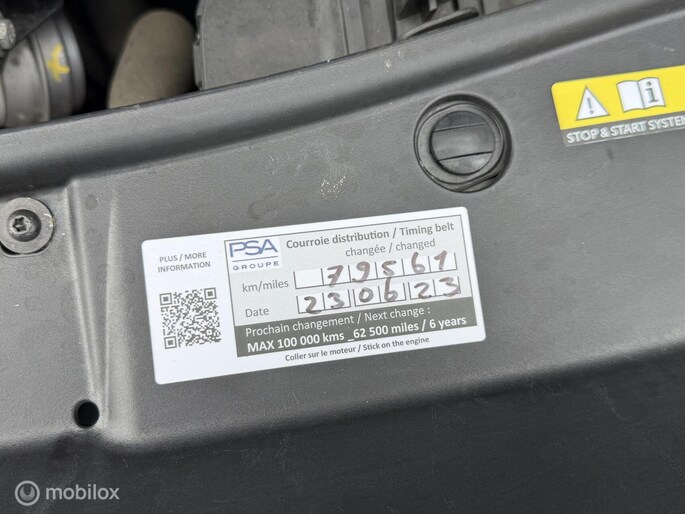 STOP & START SYSTEM
PLUS / MORE
INFORMATION
PSA
GROUPE
Courroie distribution / Timing belt
changée / changed
km/miles 79561
Date 230623
Prochain changement / Next change :
MAX 100 000 kms _62 500 miles / 6 years
Coller sur le moteur / Stick on the engine
mobilox